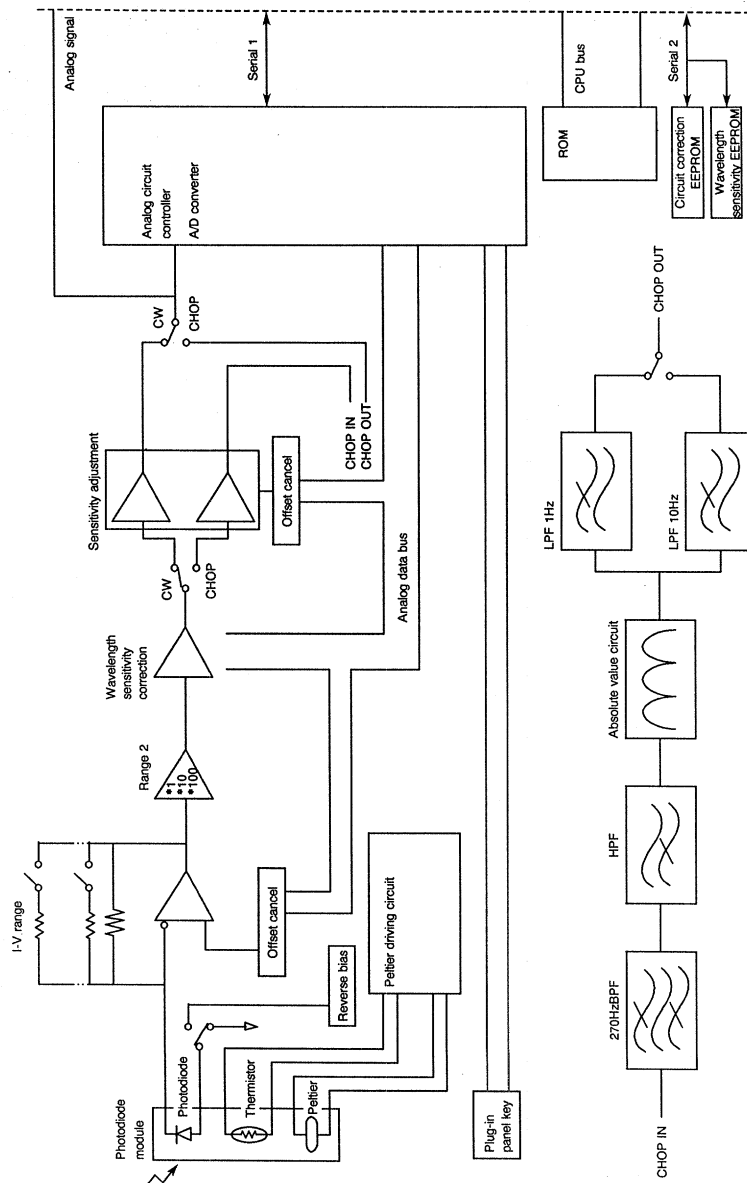 Photodiode
module
Photodiode
Thermistor
Peltier
I-V range
Offset cancel
Reverse bias
Peltier driving circuit
Plug-in
panel key
Range 2
*1
*10
*100
Wavelength
sensitivity
correction
CW
CHOP
Sensitivity adjustment
Offset cancel
Analog data bus
CHOP IN
CHOP OUT
CW
CHOP
Analog circuit
controller
A/D converter
Analog signal
Serial 1
CHOP IN
270HzBPF
HPF
Absolute value circuit
LPF 1Hz
LPF 10Hz
CHOP OUT
ROM
CPU bus
Serial 2
Circuit correction
EEPROM
Wavelength
sensitivity EEPROM